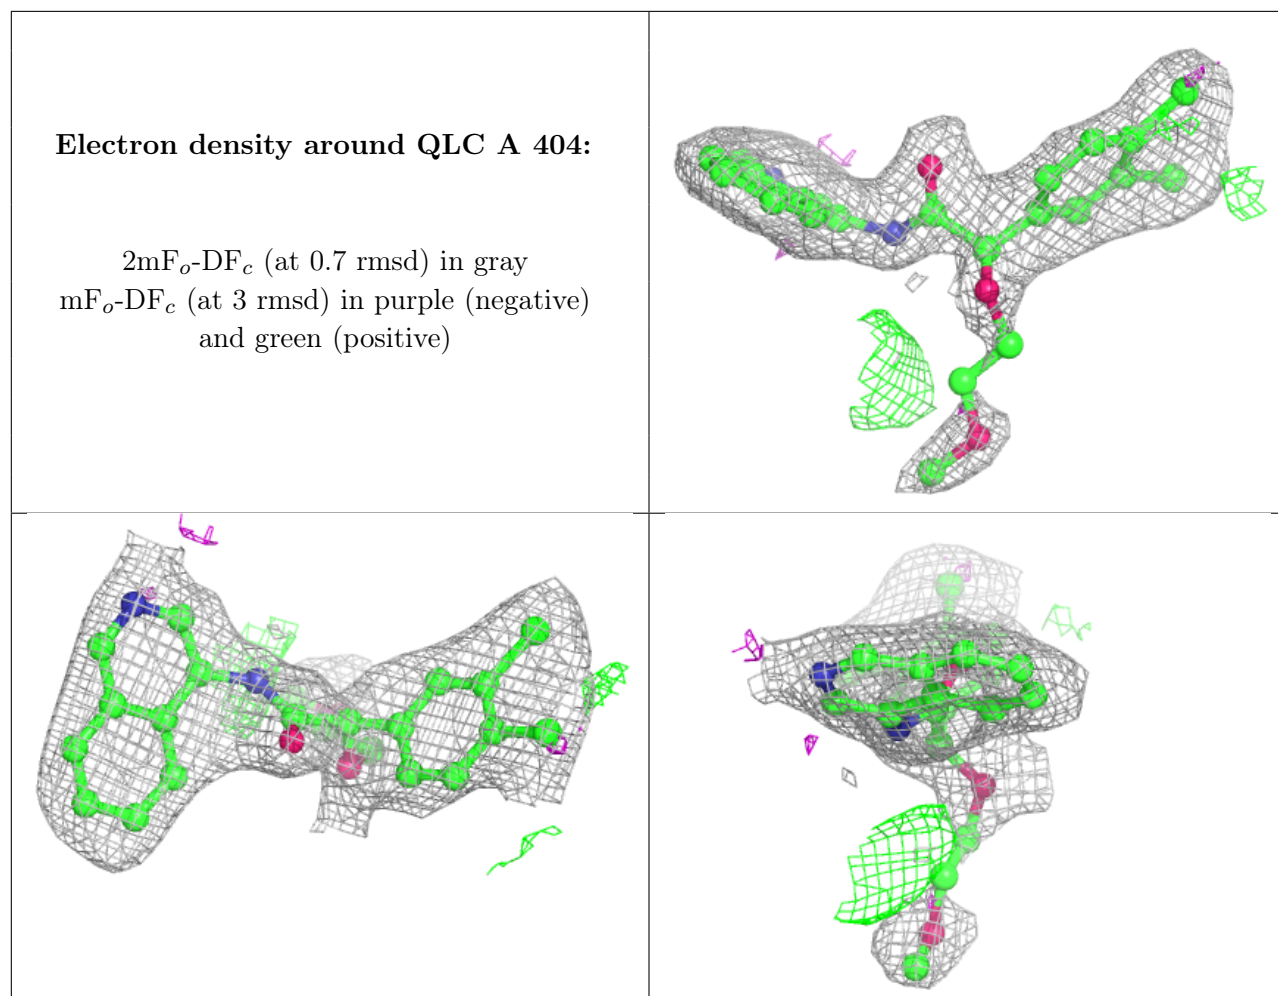 Electron density around QLC A 404:
2mFo-DFc (at 0.7 rmsd) in gray
mFo-DFc (at 3 rmsd) in purple (negative)
and green (positive)